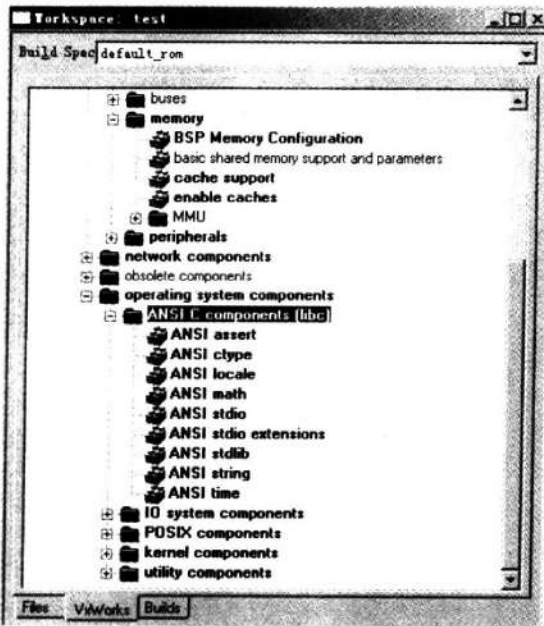 Workspace: test
Build Spec default_rom
buses
memory
BSP Memory Configuration
basic shared memory support and parameters
cache support
enable caches
MMU
peripherals
network components
obsolete components
operating system components
ANSI C components (libc)
ANSI assert
ANSI ctype
ANSI locale
ANSI math
ANSI stdio
ANSI stdio extensions
ANSI stdlib
ANSI string
ANSI time
IO system components
POSIX components
kernel components
utility components
Files VxWorks Builds